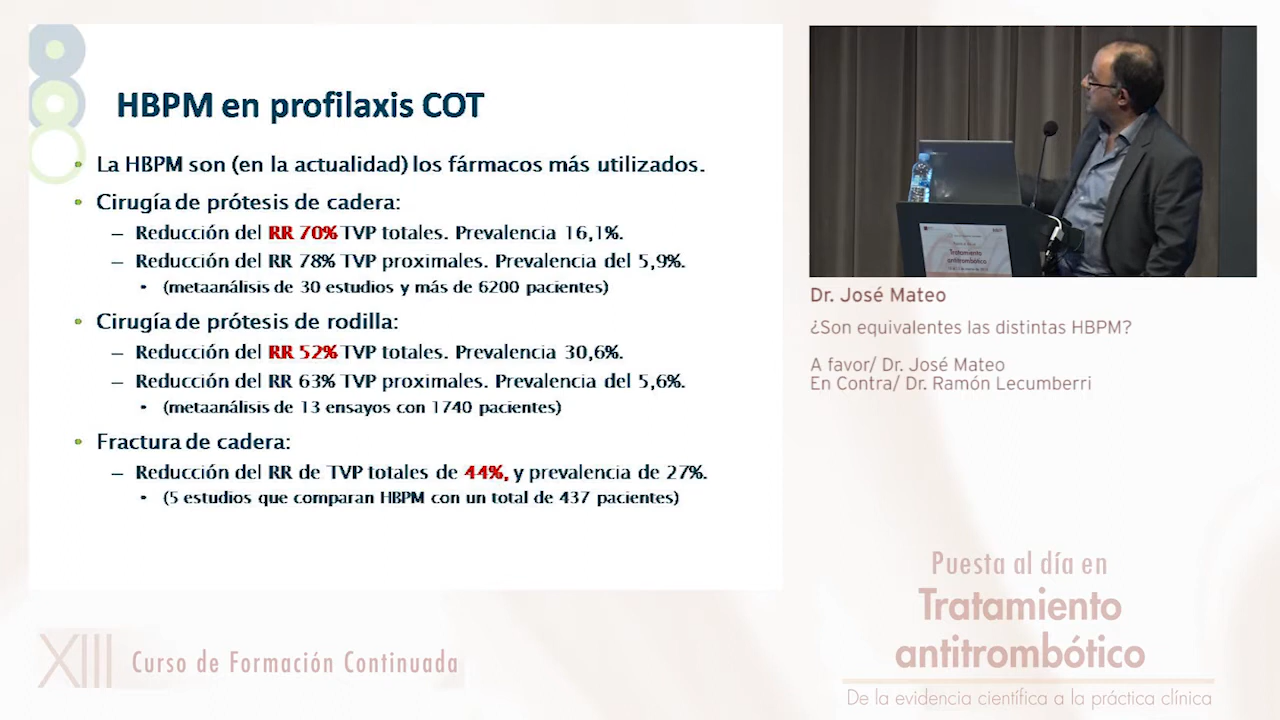 HBPM en profilaxis COT
• La HBPM son (en la actualidad) los fármacos más utilizados.
• Cirugía de prótesis de cadera:
– Reducción del RR 70% TVP totales. Prevalencia 16,1%.
– Reducción del RR 78% TVP proximales. Prevalencia del 5,9%.
• (metaanálisis de 30 estudios y más de 6200 pacientes)
• Cirugía de prótesis de rodilla:
– Reducción del RR 52% TVP totales. Prevalencia 30,6%.
– Reducción del RR 63% TVP proximales. Prevalencia del 5,6%.
• (metaanálisis de 13 ensayos con 1740 pacientes)
• Fractura de cadera:
– Reducción del RR de TVP totales de 44%, y prevalencia de 27%.
• (5 estudios que comparan HBPM con un total de 437 pacientes)
Tratamiento
antitrombótico
Dr. José Mateo
¿Son equivalentes las distintas HBPM?
A favor/ Dr. José Mateo
En Contra/ Dr. Ramón Lecumberri
Puesta al día en
Tratamiento
antitrombótico
De la evidencia científica a la práctica clínica
XIII Curso de Formación Continuada